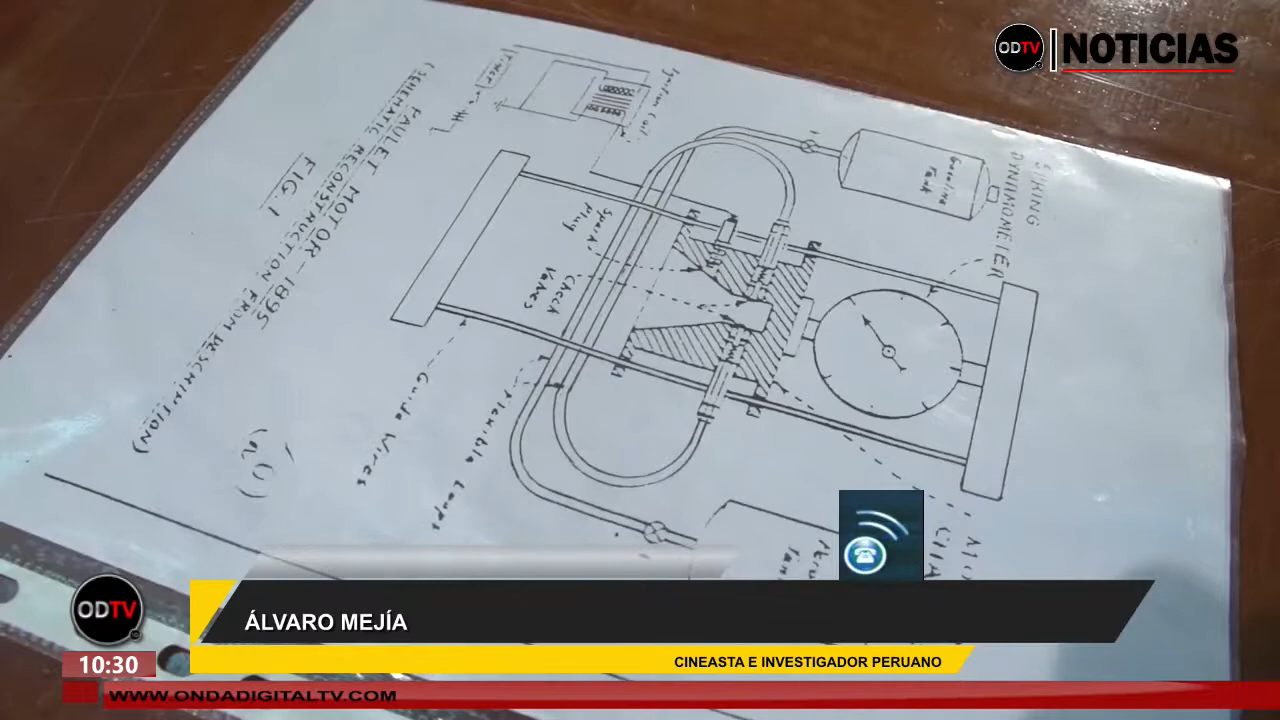 ODTV NOTICIAS
SPRING
DYNAMOMETER
Gasoline
Tank
Ignition Coil
Timer
Spark
Plug
CHECK
VALVES
PAULET MOTOR - 1895
(SCHEMATIC RECONSTRUCTION FROM DESCRIPTION)
FIG. 1
Guide Wires
Flexible Loops
ÁLVARO MEJÍA
CINEASTA E INVESTIGADOR PERUANO
ODTV
10:30
WWW.ONDADIGITALTV.COM